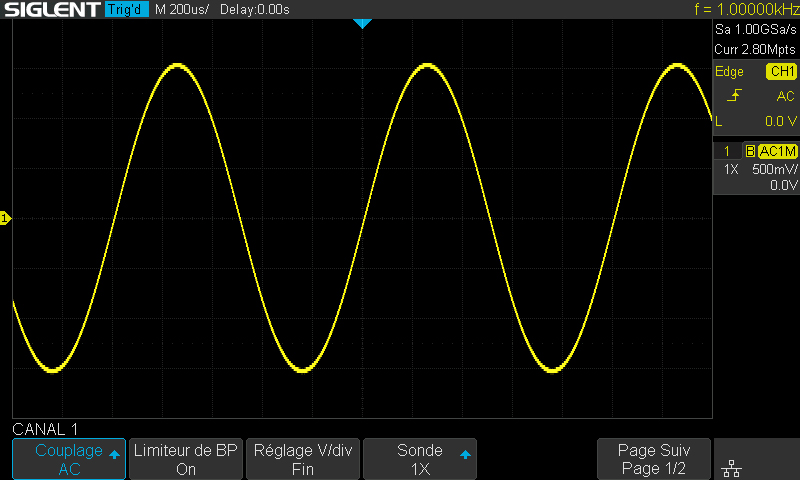 SIGLENT Trig'd M 200us/ Delay:0.00s f = 1.00000kHz
Sa 1.00GSa/s
Curr 2.80Mpts
Edge CH1
AC
L 0.0 V
1 B AC1M
1X 500mV/
0.0V
1
CANAL 1
Couplage
AC
Limiteur de BP
On
Réglage V/div
Fin
Sonde
1X
Page Suiv
Page 1/2